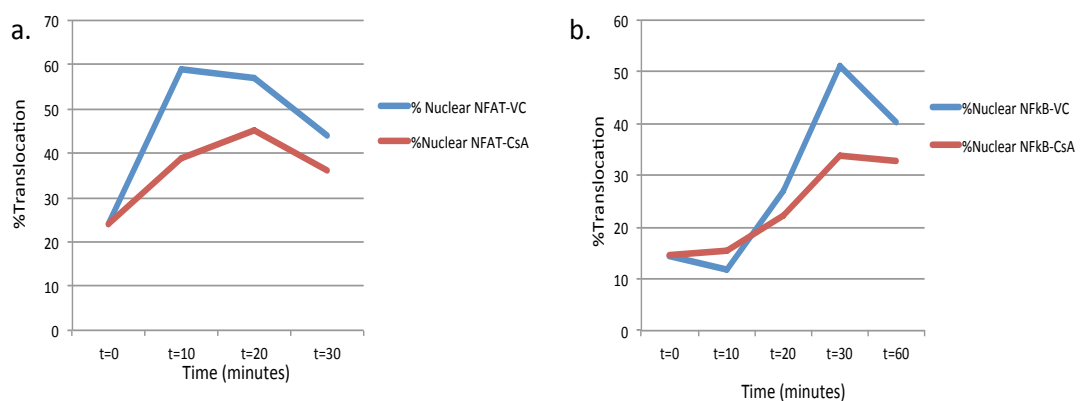 a.
%Translocation
70
60
50
40
30
20
10
0
t=0 t=10 t=20 t=30
Time (minutes)
% Nuclear NFAT-VC
%Nuclear NFAT-CsA
b.
%Translocation
60
50
40
30
20
10
0
t=0 t=10 t=20 t=30 t=60
Time (minutes)
%Nuclear NFkB-VC
%Nuclear NFkB-CsA